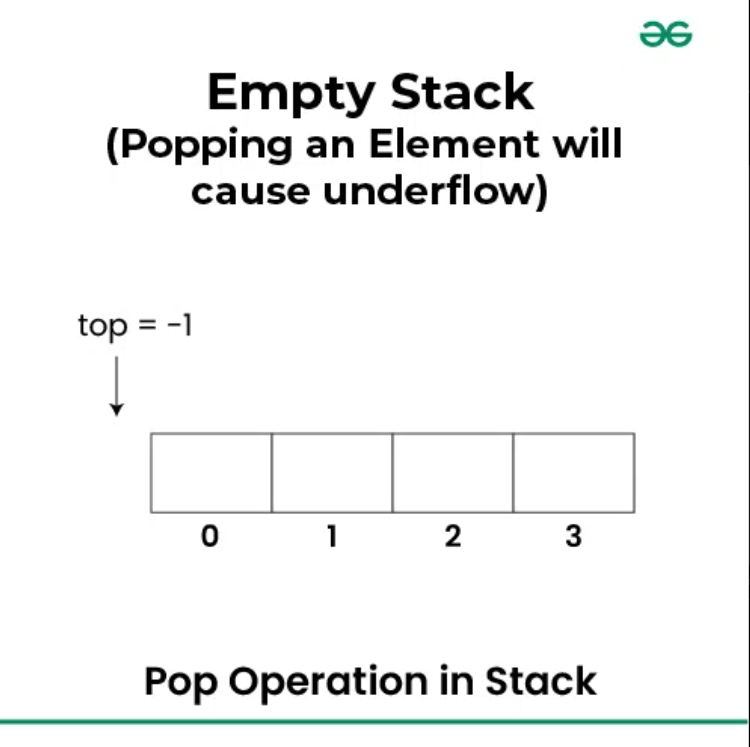 Empty Stack
(Popping an Element will
cause underflow)
top = -1
0 1 2 3
Pop Operation in Stack